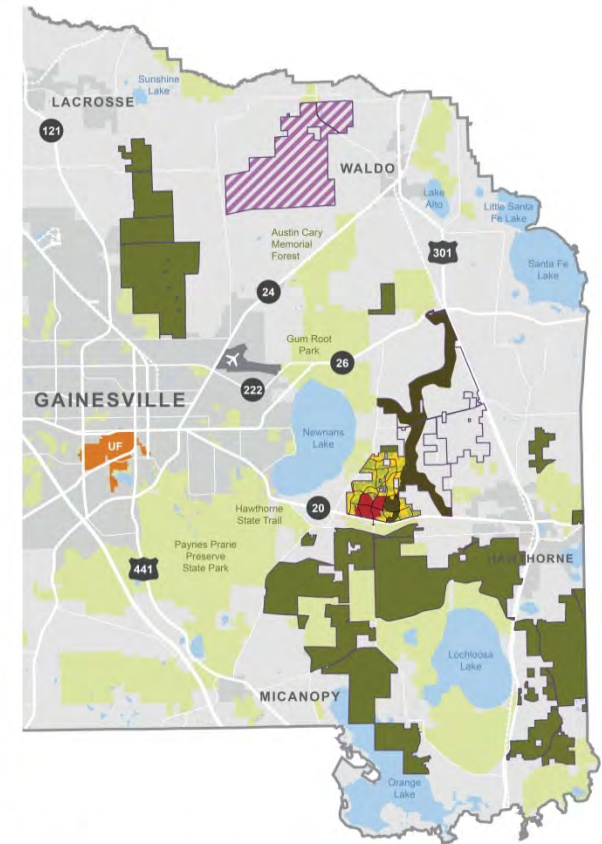 Sunshine
Lake
LACROSSE
121
WALDO
Lake
Alto
Little Santa
Fe Lake
Austin Cary
Memorial
Forest
301
Santa Fe
Lake
24
Gum Root
Park
26
222
GAINESVILLE
Newnans
Lake
UF
Hawthorne
State Trail
20
Paynes Prarie
Preserve
State Park
HAWTHORNE
441
Lochloosa
Lake
MICANOPY
Orange
Lake